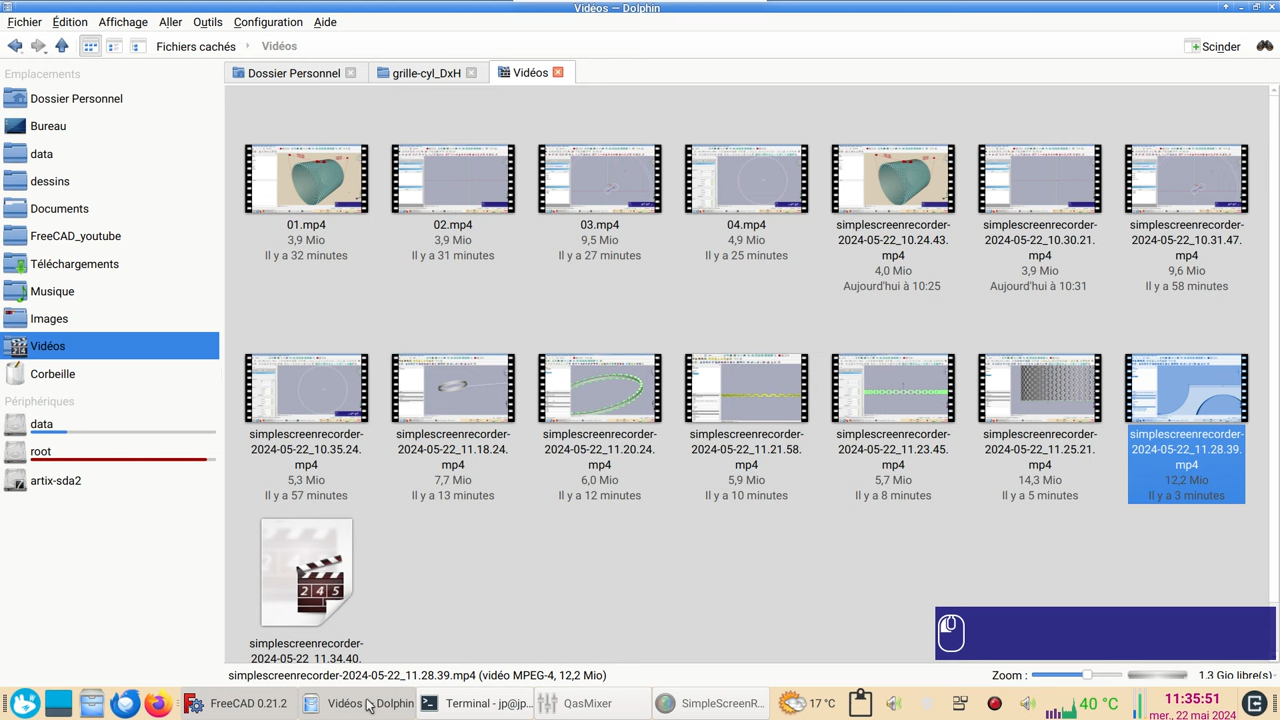 Vidéos — Dolphin
Fichier Édition Affichage Aller Outils Configuration Aide
Fichiers cachés Vidéos Scinder
Emplacements
Dossier Personnel
Bureau
data
dessins
Documents
FreeCAD_youtube
Téléchargements
Musique
Images
Vidéos
Corbeille
Périphériques
data
root
artix-sda2
Dossier Personnel grille-cyl_DxH Vidéos
01.mp4
3,9 Mio
Il y a 32 minutes
02.mp4
3,9 Mio
Il y a 31 minutes
03.mp4
9,5 Mio
Il y a 27 minutes
04.mp4
4,9 Mio
Il y a 25 minutes
simplescreenrecorder-
2024-05-22_10.24.43.
mp4
4,0 Mio
Aujourd'hui à 10:25
simplescreenrecorder-
2024-05-22_10.30.21.
mp4
3,9 Mio
Aujourd'hui à 10:31
simplescreenrecorder-
2024-05-22_10.31.47.
mp4
9,6 Mio
Il y a 58 minutes
simplescreenrecorder-
2024-05-22_10.35.24.
mp4
5,3 Mio
Il y a 57 minutes
simplescreenrecorder-
2024-05-22_11.18.24.
mp4
7,7 Mio
Il y a 13 minutes
simplescreenrecorder-
2024-05-22_11.20.24.
mp4
6,0 Mio
Il y a 12 minutes
simplescreenrecorder-
2024-05-22_11.21.58.
mp4
5,9 Mio
Il y a 10 minutes
simplescreenrecorder-
2024-05-22_11.23.45.
mp4
5,7 Mio
Il y a 8 minutes
simplescreenrecorder-
2024-05-22_11.25.21.
mp4
14,3 Mio
Il y a 5 minutes
simplescreenrecorder-
2024-05-22_11.28.39.
mp4
12,2 Mio
Il y a 3 minutes
2 4 5
simplescreenrecorder-
2024-05-22_11.34.40.
simplescreenrecorder-2024-05-22_11.28.39.mp4 (vidéo MPEG-4, 12,2 Mio) Zoom : 1,3 Gio libre(s)
FreeCAD 0.21.2 Vidéos — Dolphin Terminal - jp@jp... QasMixer SimpleScreenR... 17 °C 40 °C 11:35:51
mer., 22 mai 2024